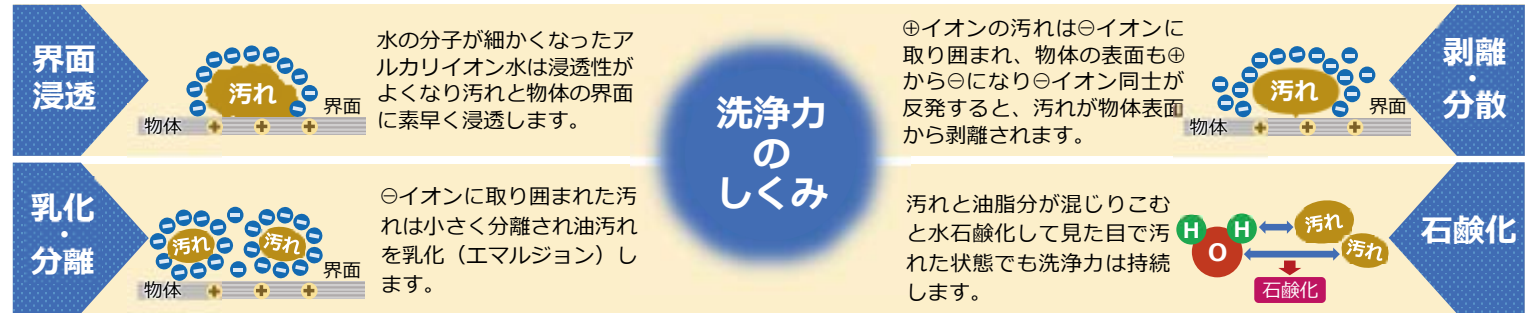 界面
浸透
汚れ
界面
物体
水の分子が細かくなったア
ルカリイオン水は浸透性が
よくなり汚れと物体の界面
に素早く浸透します。
洗浄力
の
しくみ
⊕イオンの汚れは⊖イオンに
取り囲まれ、物体の表面も⊕
から⊖になり⊖イオン同士が
反発すると、汚れが物体表面
から剥離されます。
汚れ
界面
物体
剥離
・
分散
乳化
・
分離
汚れ 汚れ
界面
物体
⊖イオンに取り囲まれた汚
れは小さく分離され油汚れ
を乳化（エマルジョン）し
ます。
汚れと油脂分が混じりこむ
と水石鹸化して見た目で汚
れた状態でも洗浄力は持続
します。
H H 汚れ
O 汚れ
石鹸化
石鹸化